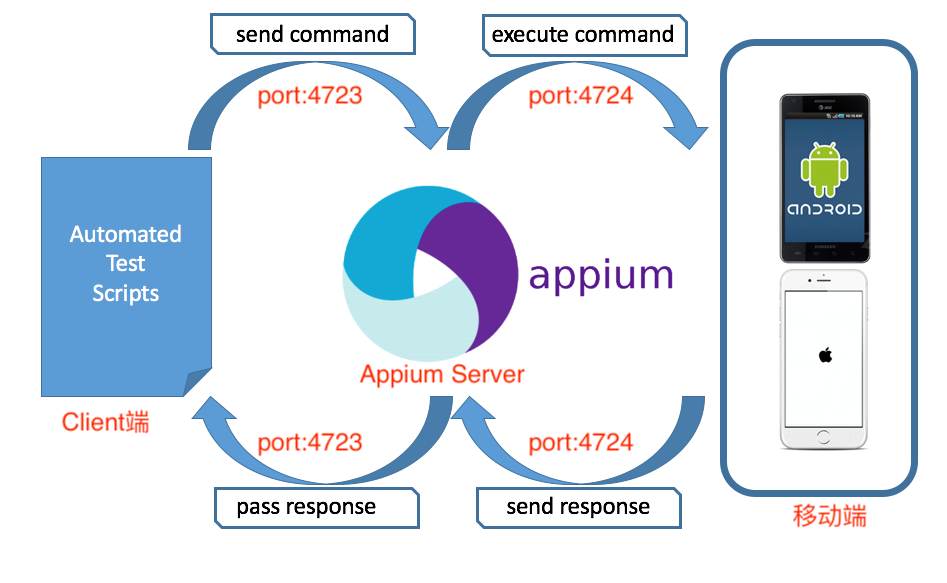 send command
execute command
port:4723
port:4724
Automated
Test
Scripts
appium
Appium Server
ANDROID
Client端
port:4723
port:4724
pass response
send response
移动端